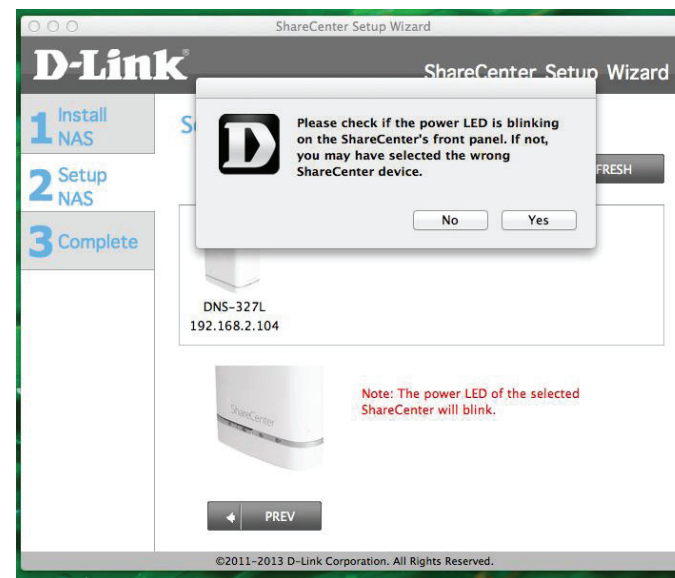 ShareCenter Setup Wizard
D-Link®
ShareCenter Setup Wizard
1 Install
NAS
2 Setup
NAS
3 Complete
Please check if the power LED is blinking
on the ShareCenter's front panel. If not,
you may have selected the wrong
ShareCenter device.
No Yes
DNS-327L
192.168.2.104
ShareCenter
Note: The power LED of the selected
ShareCenter will blink.
PREV
©2011-2013 D-Link Corporation. All Rights Reserved.